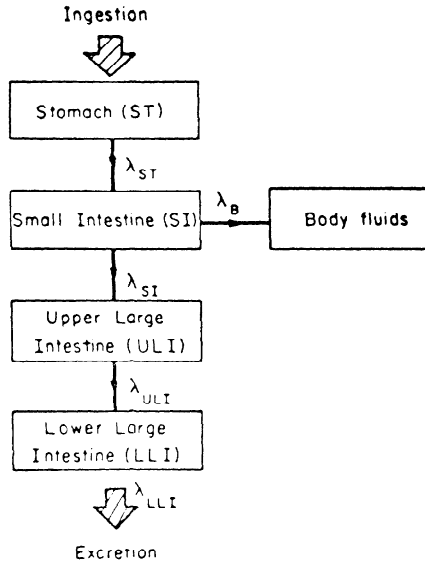 Ingestion
Stomach (ST)
λST
Small Intestine (SI)
λB
Body fluids
λSI
Upper Large
Intestine (ULI)
λULI
Lower Large
Intestine (LLI)
λLLI
Excretion